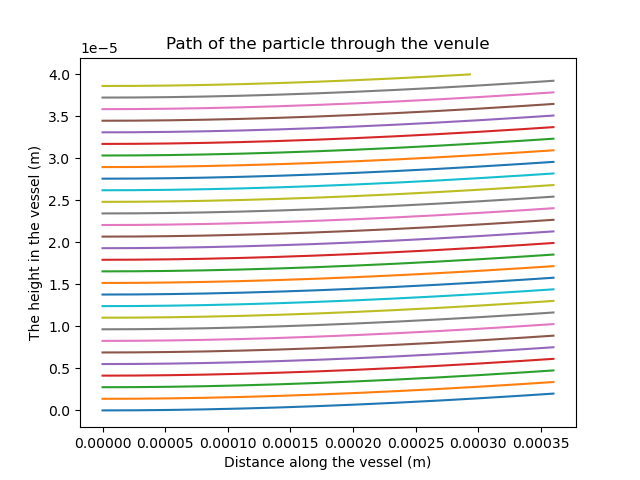 Path of the particle through the venule
1e−5
4.0
3.5
3.0
2.5
2.0
1.5
1.0
0.5
0.0
The height in the vessel (m)
0.00000 0.00005 0.00010 0.00015 0.00020 0.00025 0.00030 0.00035
Distance along the vessel (m)